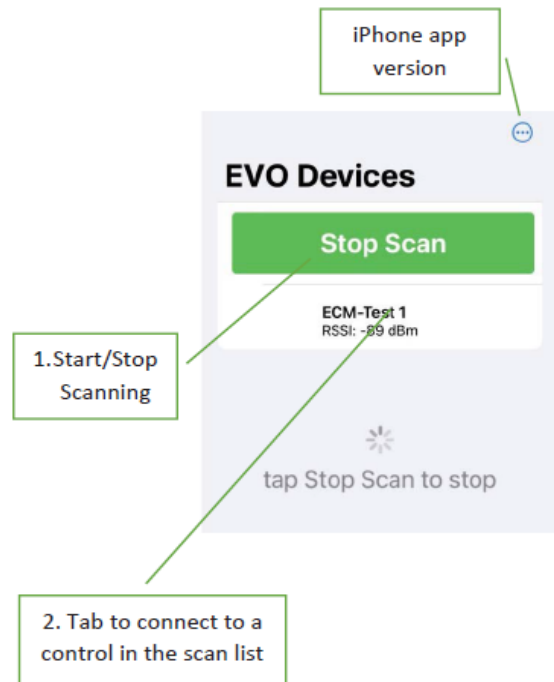 iPhone app
version
EVO Devices
Stop Scan
ECM-Test 1
RSSI: -89 dBm
1.Start/Stop
Scanning
tap Stop Scan to stop
2. Tab to connect to a
control in the scan list